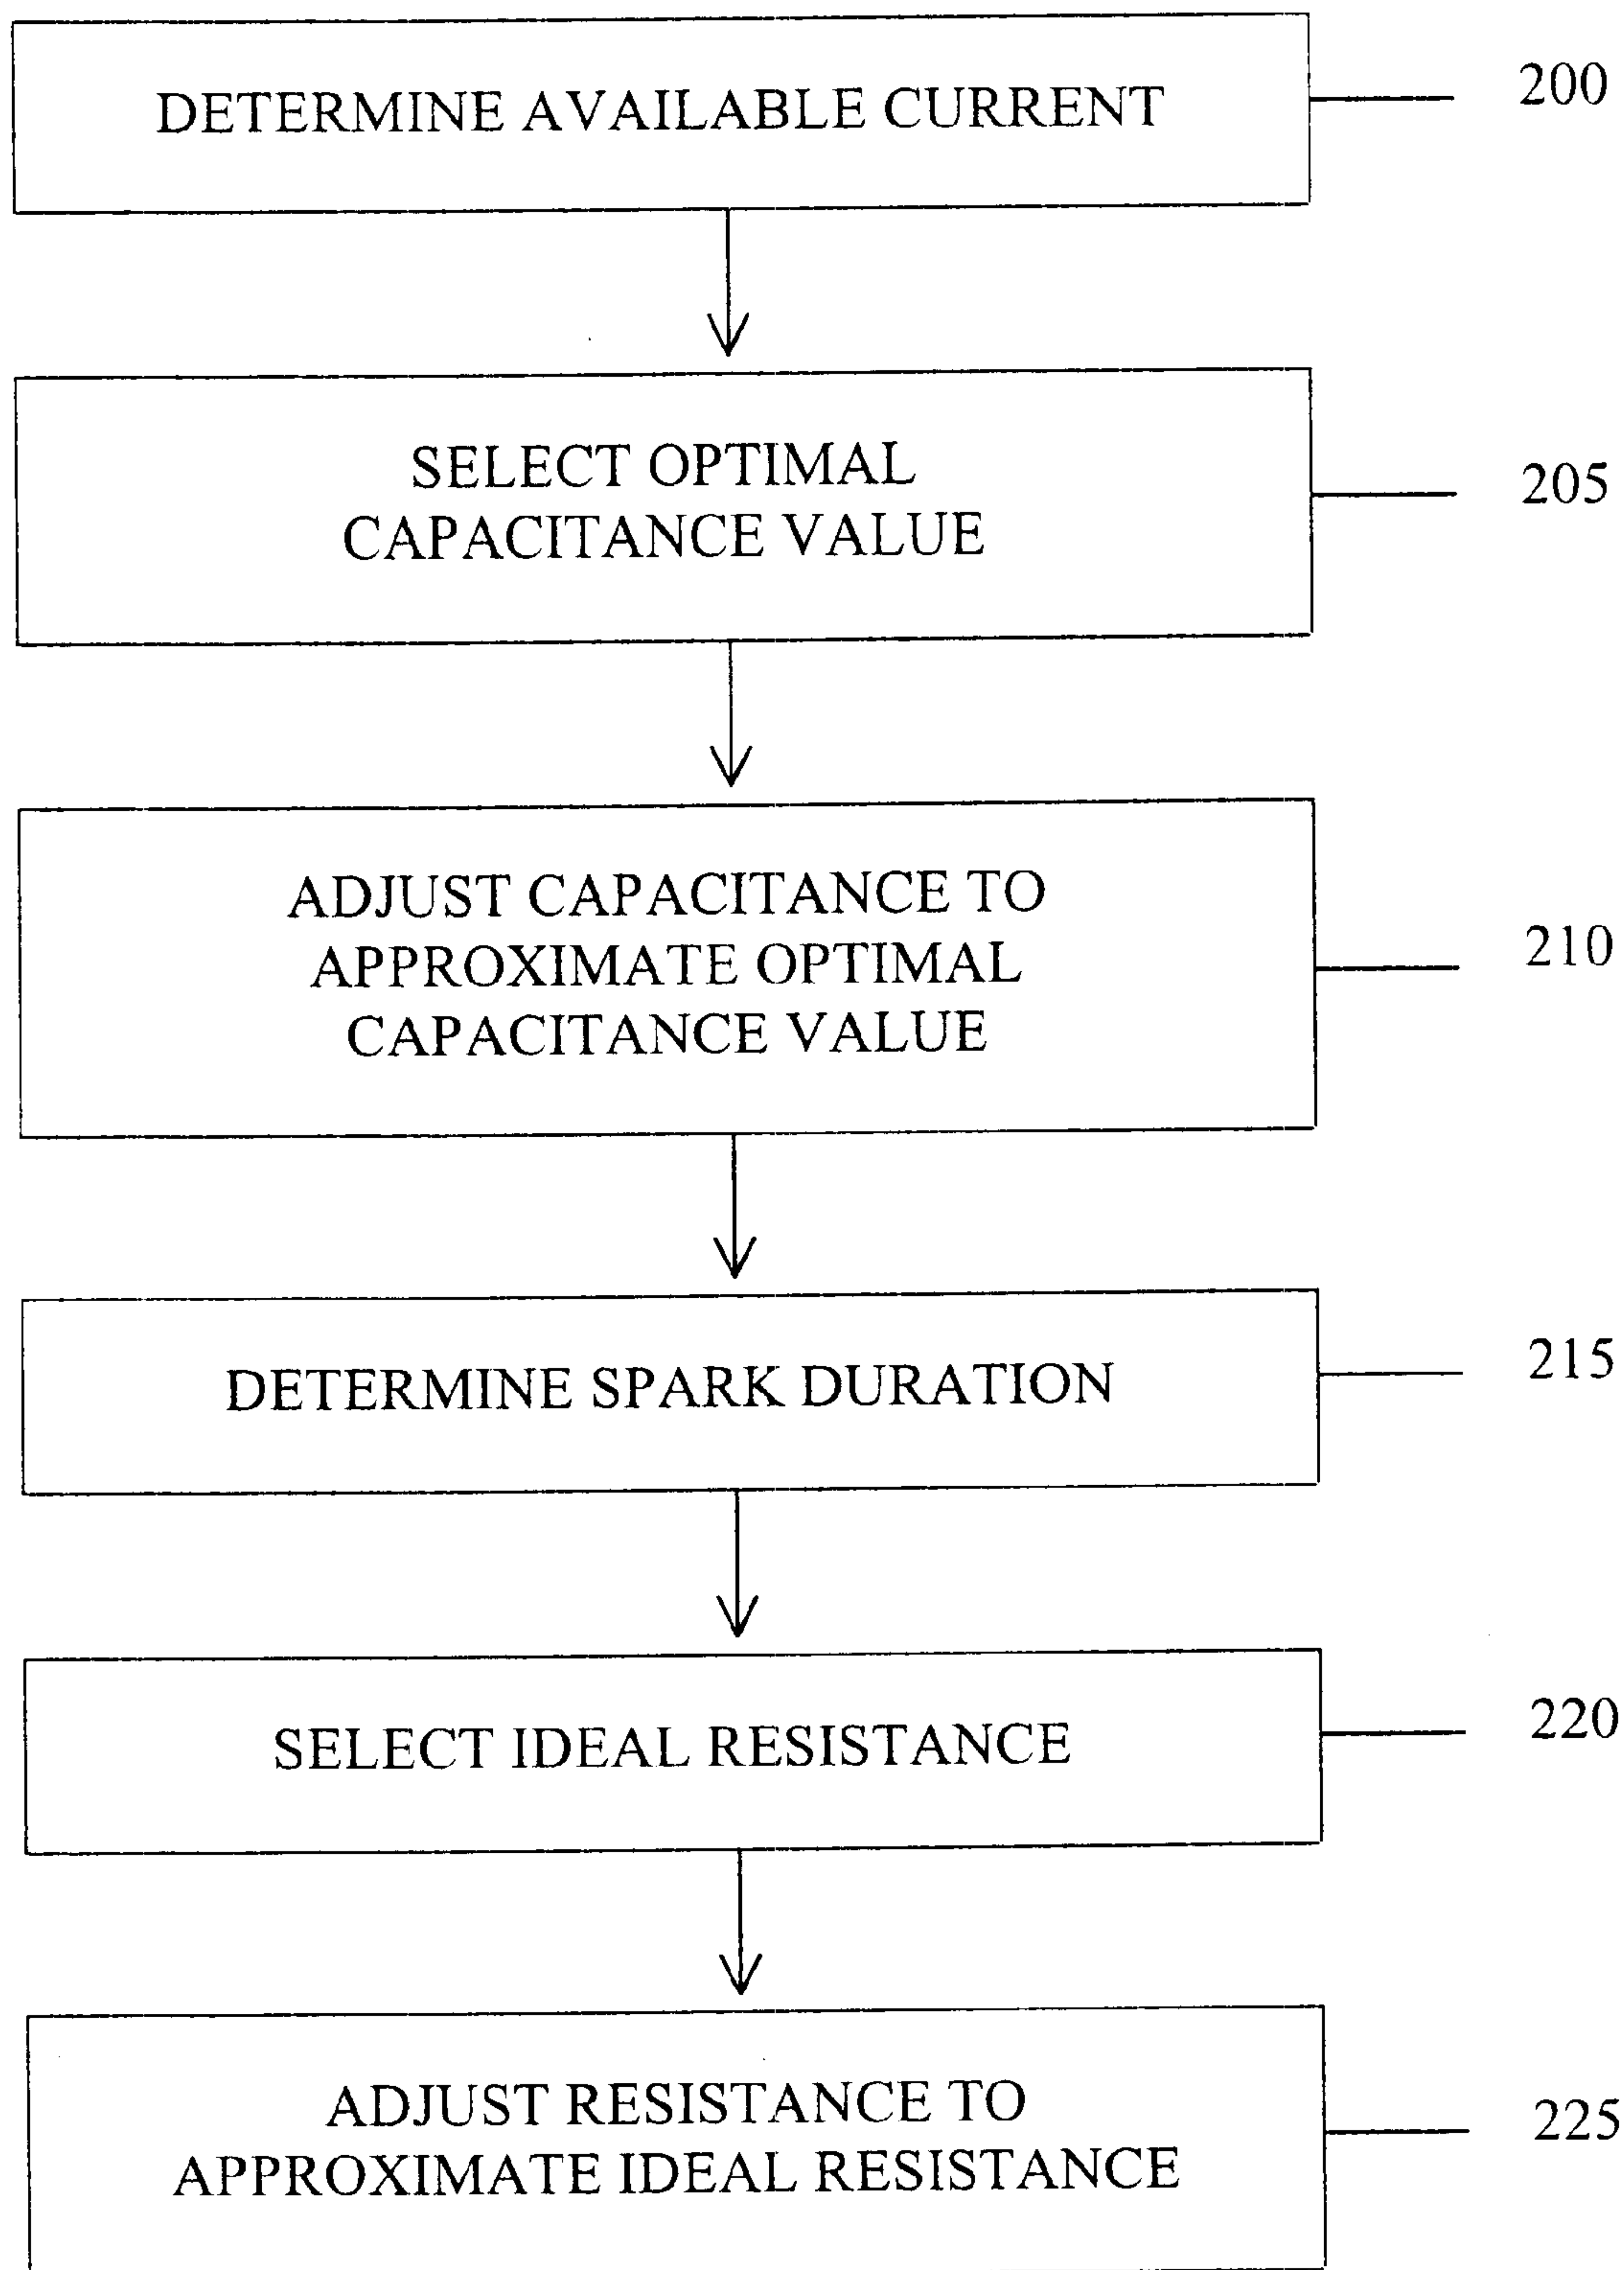 DETERMINE AVAILABLE CURRENT
200
SELECT OPTIMAL
CAPACITANCE VALUE
205
ADJUST CAPACITANCE TO
APPROXIMATE OPTIMAL
CAPACITANCE VALUE
210
DETERMINE SPARK DURATION
215
SELECT IDEAL RESISTANCE
220
ADJUST RESISTANCE TO
APPROXIMATE IDEAL RESISTANCE
225